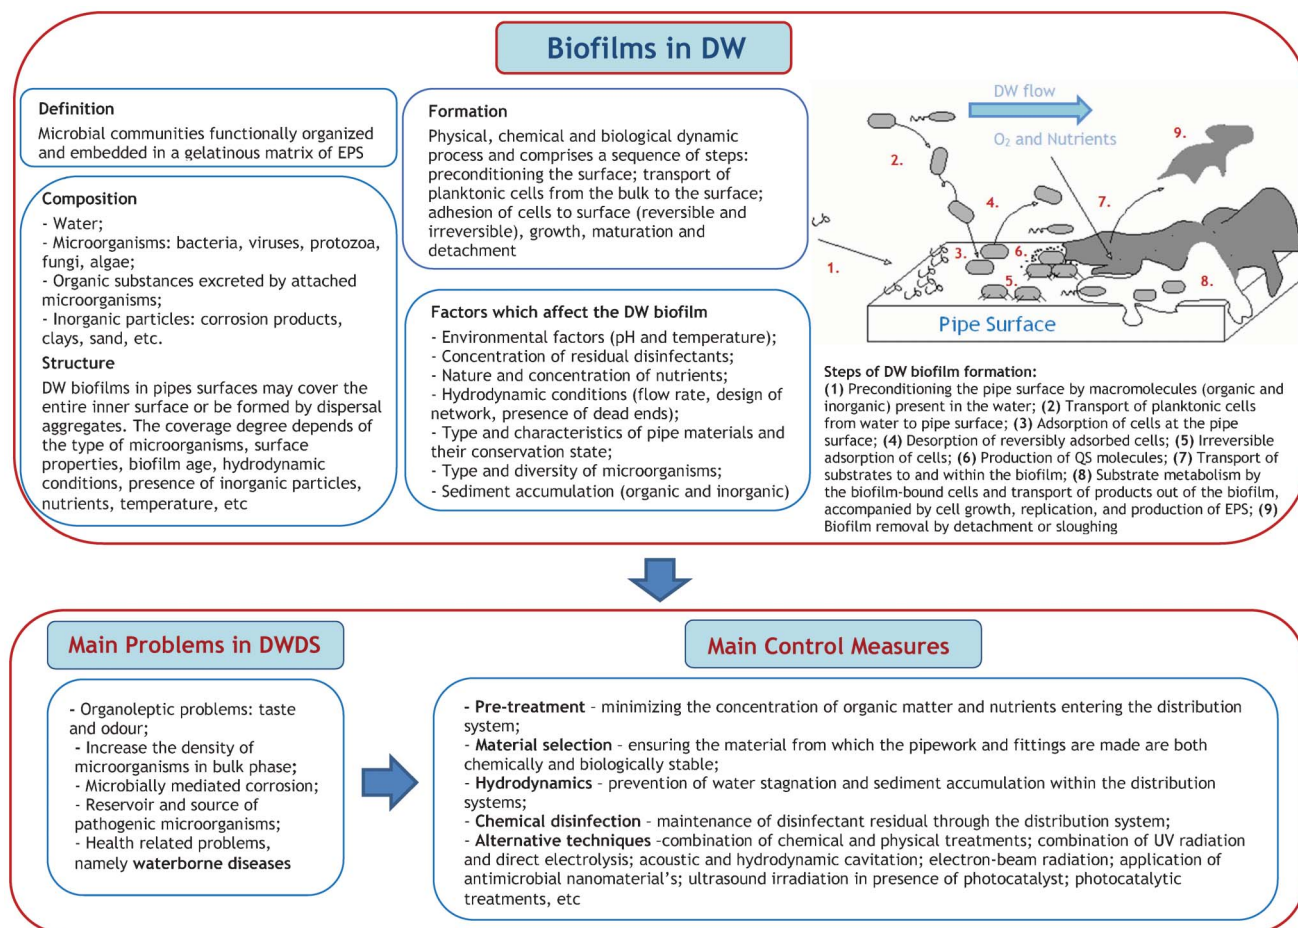 Biofilms in DW
Definition
Microbial communities functionally organized
and embedded in a gelatinous matrix of EPS
Composition
- Water;
- Microorganisms: bacteria, viruses, protozoa,
fungi, algae;
- Organic substances excreted by attached
microorganisms;
- Inorganic particles: corrosion products,
clays, sand, etc.
Structure
DW biofilms in pipes surfaces may cover the
entire inner surface or be formed by dispersal
aggregates. The coverage degree depends of
the type of microorganisms, surface
properties, biofilm age, hydrodynamic
conditions, presence of inorganic particles,
nutrients, temperature, etc
Formation
Physical, chemical and biological dynamic
process and comprises a sequence of steps:
preconditioning the surface; transport of
planktonic cells from the bulk to the surface;
adhesion of cells to surface (reversible and
irreversible), growth, maturation and
detachment
Factors which affect the DW biofilm
- Environmental factors (pH and temperature);
- Concentration of residual disinfectants;
- Nature and concentration of nutrients;
- Hydrodynamic conditions (flow rate, design of
network, presence of dead ends);
- Type and characteristics of pipe materials and
their conservation state;
- Type and diversity of microorganisms;
- Sediment accumulation (organic and inorganic)
DW flow
O₂ and Nutrients
9.
2.
4.
7.
1.
3.
6.
5.
8.
Pipe Surface
Steps of DW biofilm formation:
(1) Preconditioning the pipe surface by macromolecules (organic and
inorganic) present in the water; (2) Transport of planktonic cells
from water to pipe surface; (3) Adsorption of cells at the pipe
surface; (4) Desorption of reversibly adsorbed cells; (5) Irreversible
adsorption of cells; (6) Production of QS molecules; (7) Transport of
substrates to and within the biofilm; (8) Substrate metabolism by
the biofilm-bound cells and transport of products out of the biofilm,
accompanied by cell growth, replication, and production of EPS; (9)
Biofilm removal by detachment or sloughing
Main Problems in DWDS
- Organoleptic problems: taste
and odour;
- Increase the density of
microorganisms in bulk phase;
- Microbially mediated corrosion;
- Reservoir and source of
pathogenic microorganisms;
- Health related problems,
namely waterborne diseases
Main Control Measures
- Pre-treatment – minimizing the concentration of organic matter and nutrients entering the distribution
system;
- Material selection – ensuring the material from which the pipework and fittings are made are both
chemically and biologically stable;
- Hydrodynamics – prevention of water stagnation and sediment accumulation within the distribution
systems;
- Chemical disinfection – maintenance of disinfectant residual through the distribution system;
- Alternative techniques –combination of chemical and physical treatments; combination of UV radiation
and direct electrolysis; acoustic and hydrodynamic cavitation; electron-beam radiation; application of
antimicrobial nanomaterial's; ultrasound irradiation in presence of photocatalyst; photocatalytic
treatments, etc